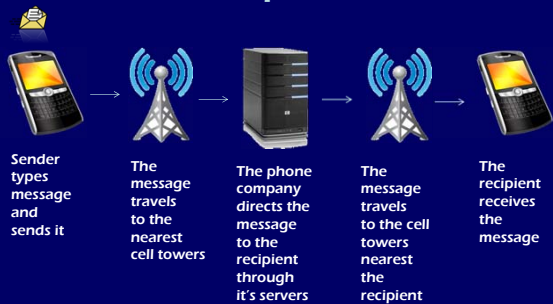 Sender
types
message
and
sends it
The
message
travels
to the
nearest
cell towers
The phone
company
directs the
message
to the
recipient
through
it's servers
The
message
travels
to the cell
towers
nearest
the
recipient
The
recipient
receives
the
message